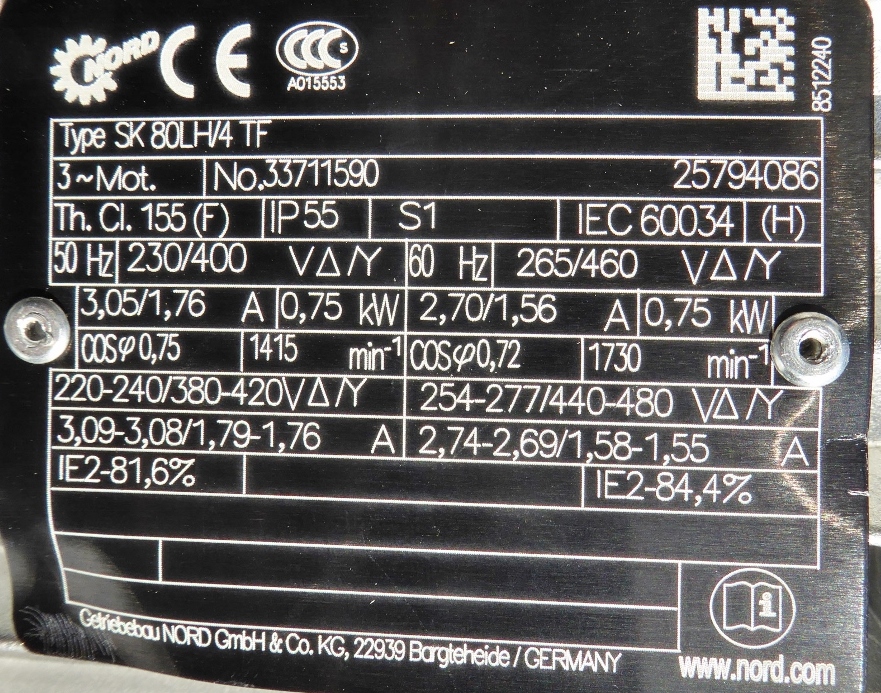 NORD CE CCC S
A015553
8512240
Type SK 80LH/4 TF
3~Mot. No.33711590 25794086
Th. Cl. 155 (F) IP55 S1 IEC 60034 (H)
50 Hz 230/400 V△/Y 60 Hz 265/460 V△/Y
3,05/1,76 A 0,75 kW 2,70/1,56 A 0,75 kW
COSφ 0,75 1415 min⁻¹ COSφ 0,72 1730 min⁻¹
220-240/380-420V△/Y 254-277/440-480 V△/Y
3,09-3,08/1,79-1,76 A 2,74-2,69/1,58-1,55 A
IE2-81,6% IE2-84,4%
i
Getriebebau NORD GmbH & Co. KG, 22939 Bargteheide / GERMANY
www.nord.com